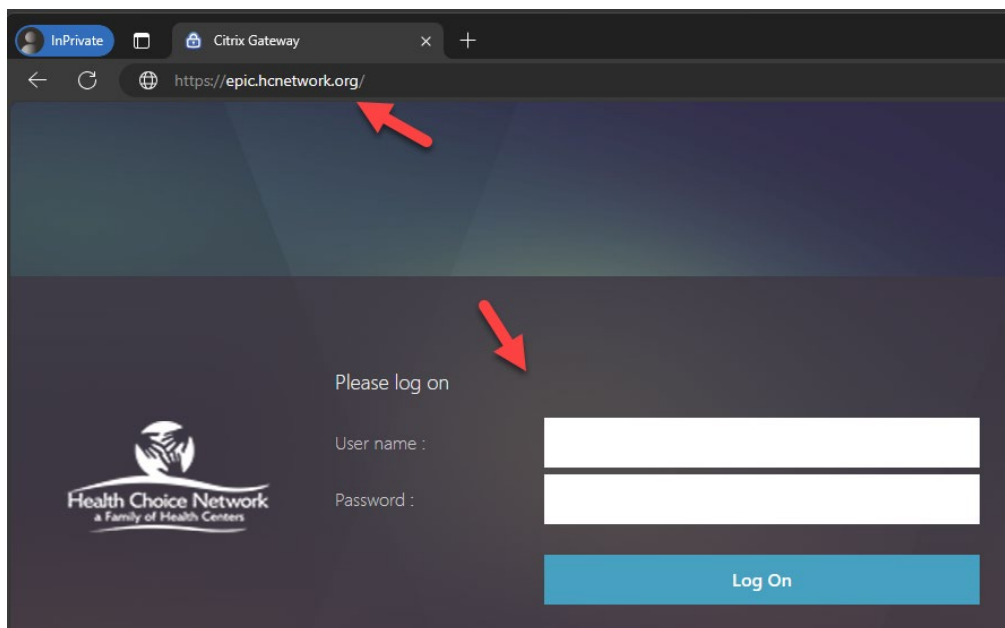 InPrivate
Citrix Gateway
https://epic.hcnetwork.org/
Please log on
User name :
Password :
Health Choice Network
a Family of Health Centers
Log On